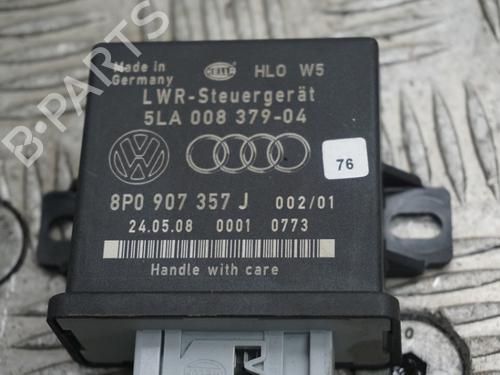 B-PARTS
Made in
Germany
HELLA
HLO W5
LWR-Steuergerät
5LA 008 379-04
76
8P0 907 357 J 002/01
24.05.08 0001 0773
Handle with care